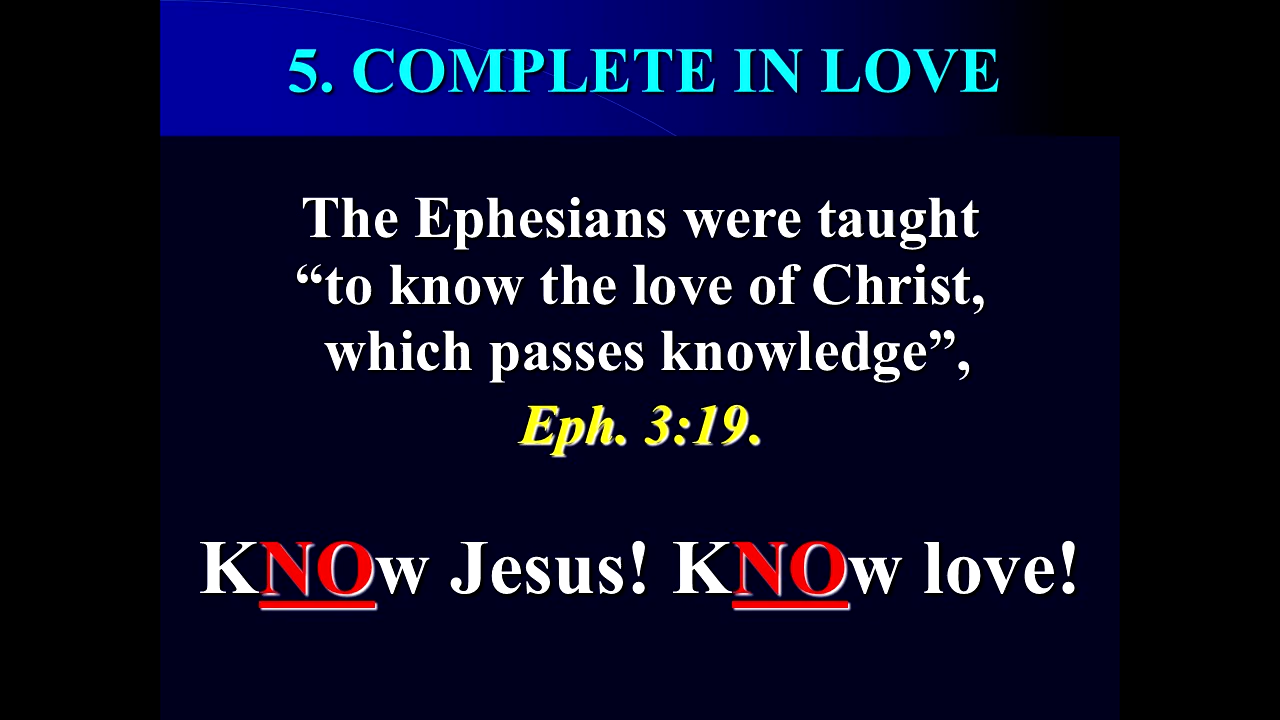 5. COMPLETE IN LOVE
The Ephesians were taught
“to know the love of Christ,
which passes knowledge”,
Eph. 3:19.
KNOw Jesus! KNOw love!